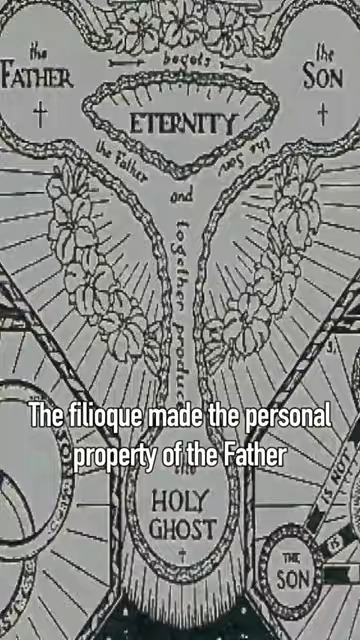 the
FATHER
begets
the
SON
ETERNITY
the Father
the Son
and
together produce
The filioque made the personal
property of the Father
the
HOLY
GHOST
THE
SON
IS NOT
IS